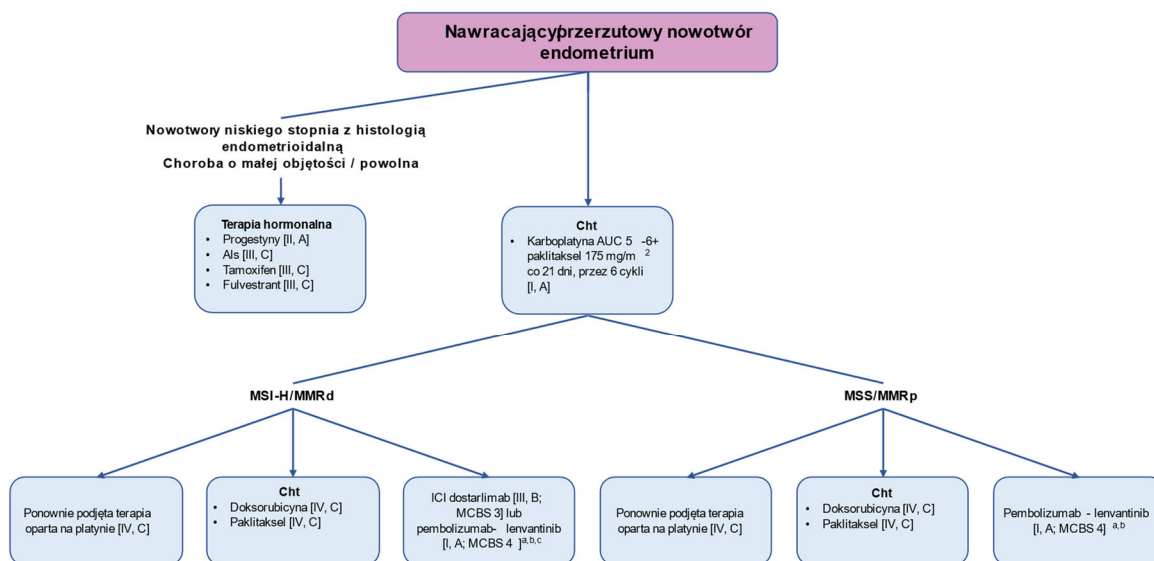 Nawracający/przerzutowy nowotwór
endometrium
Nowotwory niskiego stopnia z histologią
endometrioidalną
Choroba o małej objętości / powolna
Terapia hormonalna
• Progestyny [II, A]
• AIs [III, C]
• Tamoxifen [III, C]
• Fulvestrant [III, C]
Cht
• Karboplatyna AUC 5 -6+
paklitaksel 175 mg/m 2
co 21 dni, przez 6 cykli
[I, A]
MSI-H/MMRd
MSS/MMRp
Ponownie podjęta terapia
oparta na platynie [IV, C]
Cht
• Doksorubicyna [IV, C]
• Paklitaksel [IV, C]
ICI dostarlimab [III, B;
MCBS 3] lub
pembolizumab- lenvantinib
[I, A; MCBS 4 ]a,b,c
Ponownie podjęta terapia
oparta na platynie [IV, C]
Cht
• Doksorubicyna [IV, C]
• Paklitaksel [IV, C]
Pembolizumab - lenvantinib
[I, A; MCBS 4] a,b